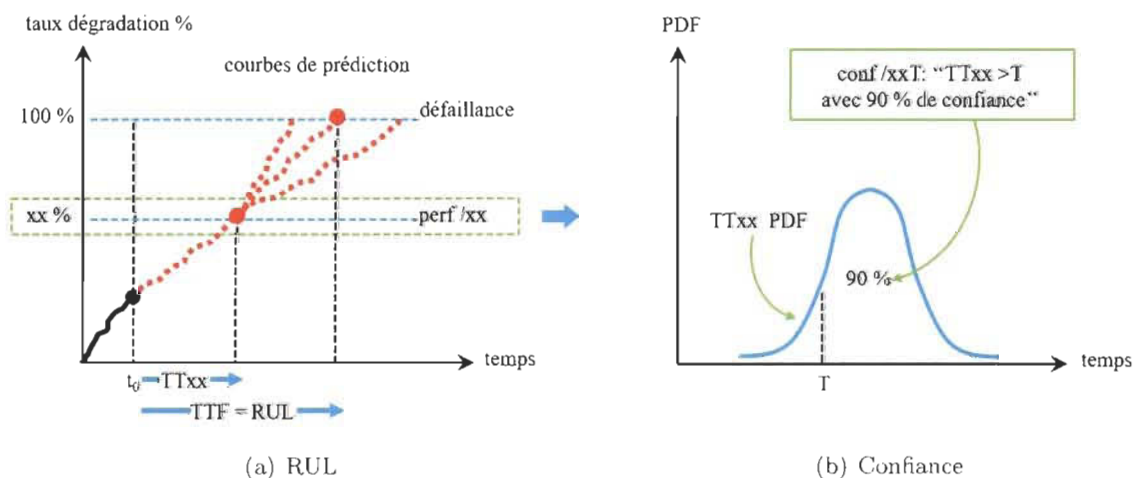 taux dégradation %
courbes de prédiction
100 %
défaillance
xx %
perf /xx
temps
t₀
TTxx
TTF = RUL
(a) RUL
PDF
conf /xxT: “TTxx >T
avec 90 % de confiance“
TTxx PDF
90 %
temps
T
(b) Confiance